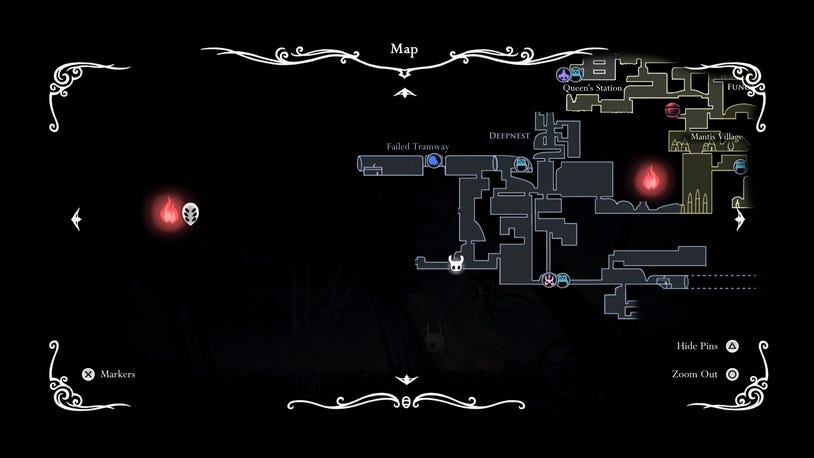 Map
Queen's Station
FUN
Deepnest
Mantis Village
Failed Tramway
Hide Pins
Markers
Zoom Out